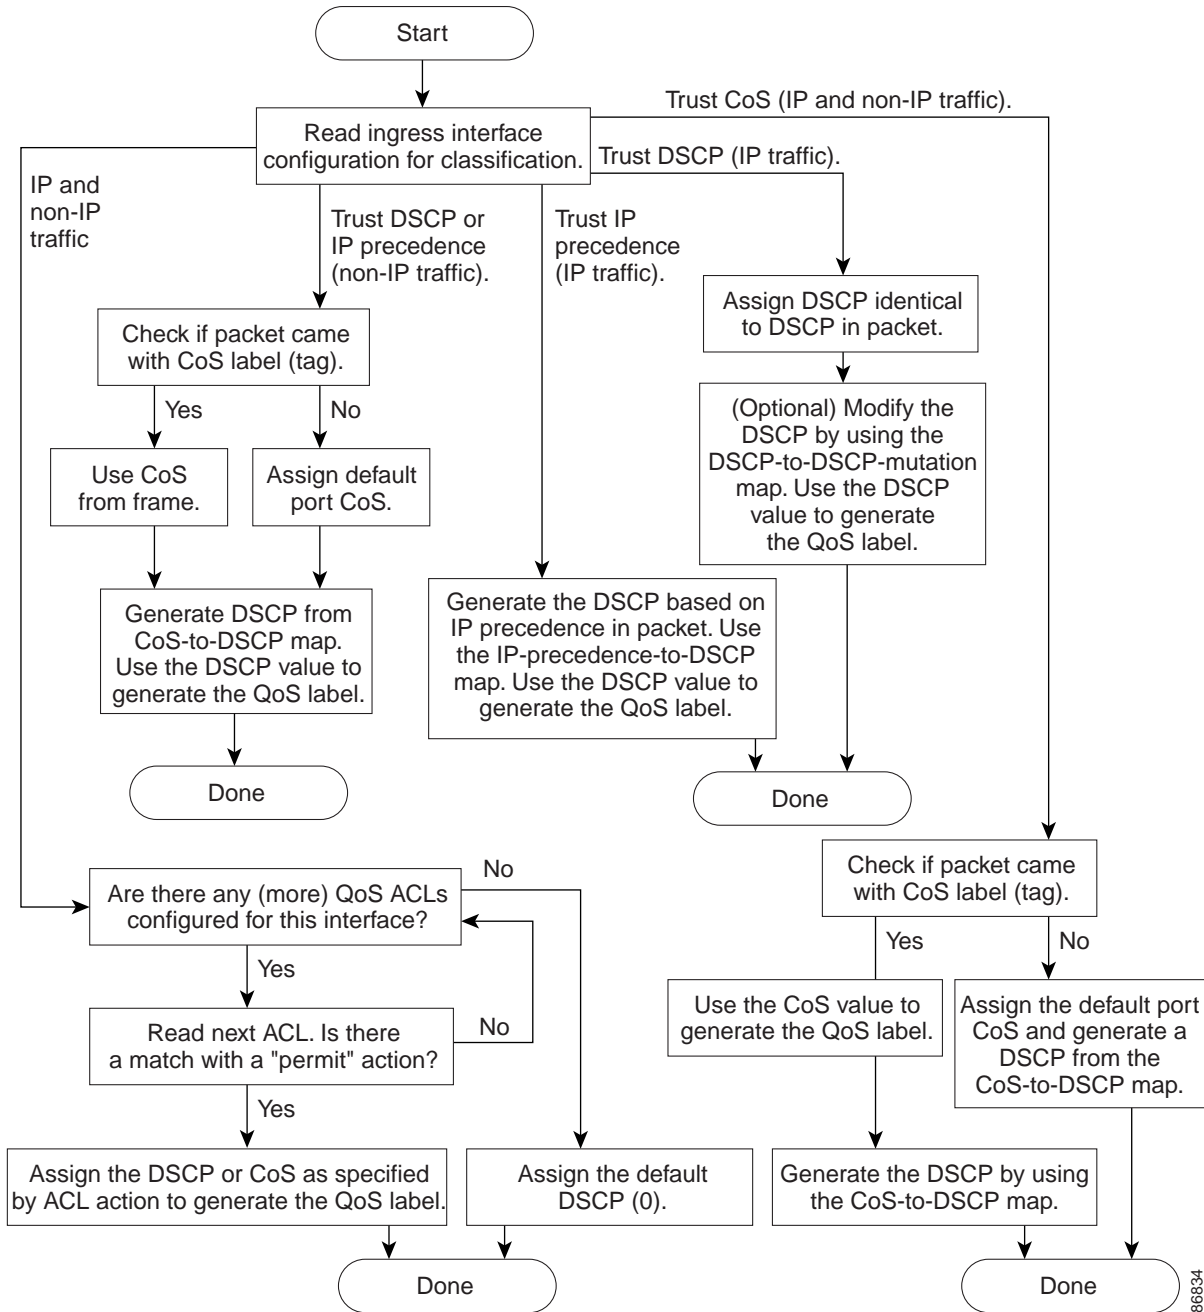 Start
Trust CoS (IP and non-IP traffic).
Read ingress interface
configuration for classification.
Trust DSCP (IP traffic).
IP and
non-IP
traffic
Trust DSCP or
IP precedence
(non-IP traffic).
Trust IP
precedence
(IP traffic).
Assign DSCP identical
to DSCP in packet.
Check if packet came
with CoS label (tag).
Yes
No
(Optional) Modify the
DSCP by using the
DSCP-to-DSCP-mutation
map. Use the DSCP
value to generate
the QoS label.
Use CoS
from frame.
Assign default
port CoS.
Generate DSCP from
CoS-to-DSCP map.
Use the DSCP value to
generate the QoS label.
Generate the DSCP based on
IP precedence in packet. Use
the IP-precedence-to-DSCP
map. Use the DSCP value to
generate the QoS label.
Done
Done
Are there any (more) QoS ACLs
configured for this interface?
No
Check if packet came
with CoS label (tag).
Yes
Yes
No
Read next ACL. Is there
a match with a "permit" action?
No
Use the CoS value to
generate the QoS label.
Assign the default port
CoS and generate a
DSCP from the
CoS-to-DSCP map.
Yes
Assign the DSCP or CoS as specified
by ACL action to generate the QoS label.
Assign the default
DSCP (0).
Generate the DSCP by using
the CoS-to-DSCP map.
Done
Done
86834